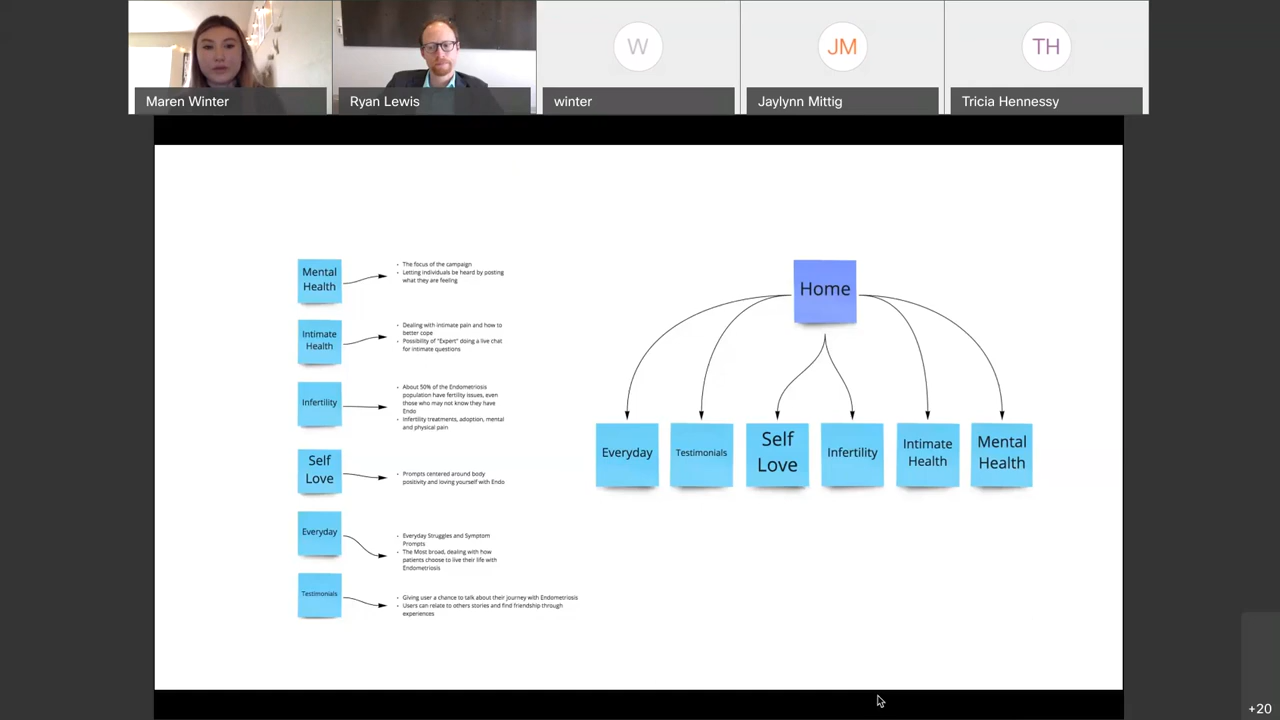 Maren Winter
Ryan Lewis
W
winter
JM
Jaylynn Mittig
TH
Tricia Hennessy
Mental
Health
• The focus of the campaign
• Letting individuals be heard by posting
what they are feeling
Intimate
Health
• Dealing with intimate pain and how to
better cope
• Possibility of "Expert" doing a live chat
for intimate questions
Infertility
• About 50% of the Endometriosis
population have fertility issues, even
those who may not know they have
Endo
• Infertility treatments, adoption, mental
and physical pain
Self
Love
• Prompts centered around body
positivity and loving yourself with Endo
Everyday
• Everyday Struggles and Symptom
Prompts
• The Most broad, dealing with how
patients choose to live their life with
Endometriosis
Testimonials
• Giving user a chance to talk about their journey with Endometriosis
• Users can relate to others stories and find friendship through
experiences
Home
Everyday
Testimonials
Self
Love
Infertility
Intimate
Health
Mental
Health
+20